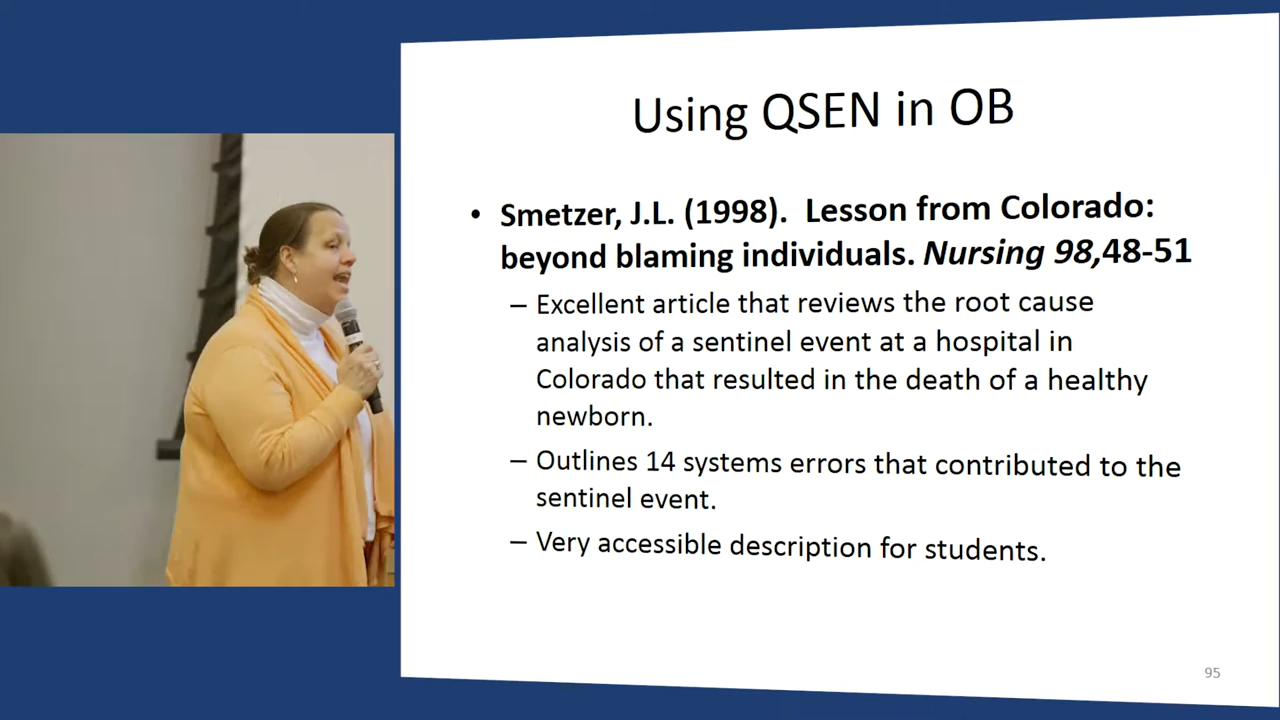 Using QSEN in OB
• Smetzer, J.L. (1998). Lesson from Colorado:
beyond blaming individuals. Nursing 98,48-51
– Excellent article that reviews the root cause
analysis of a sentinel event at a hospital in
Colorado that resulted in the death of a healthy
newborn.
– Outlines 14 systems errors that contributed to the
sentinel event.
– Very accessible description for students.
95